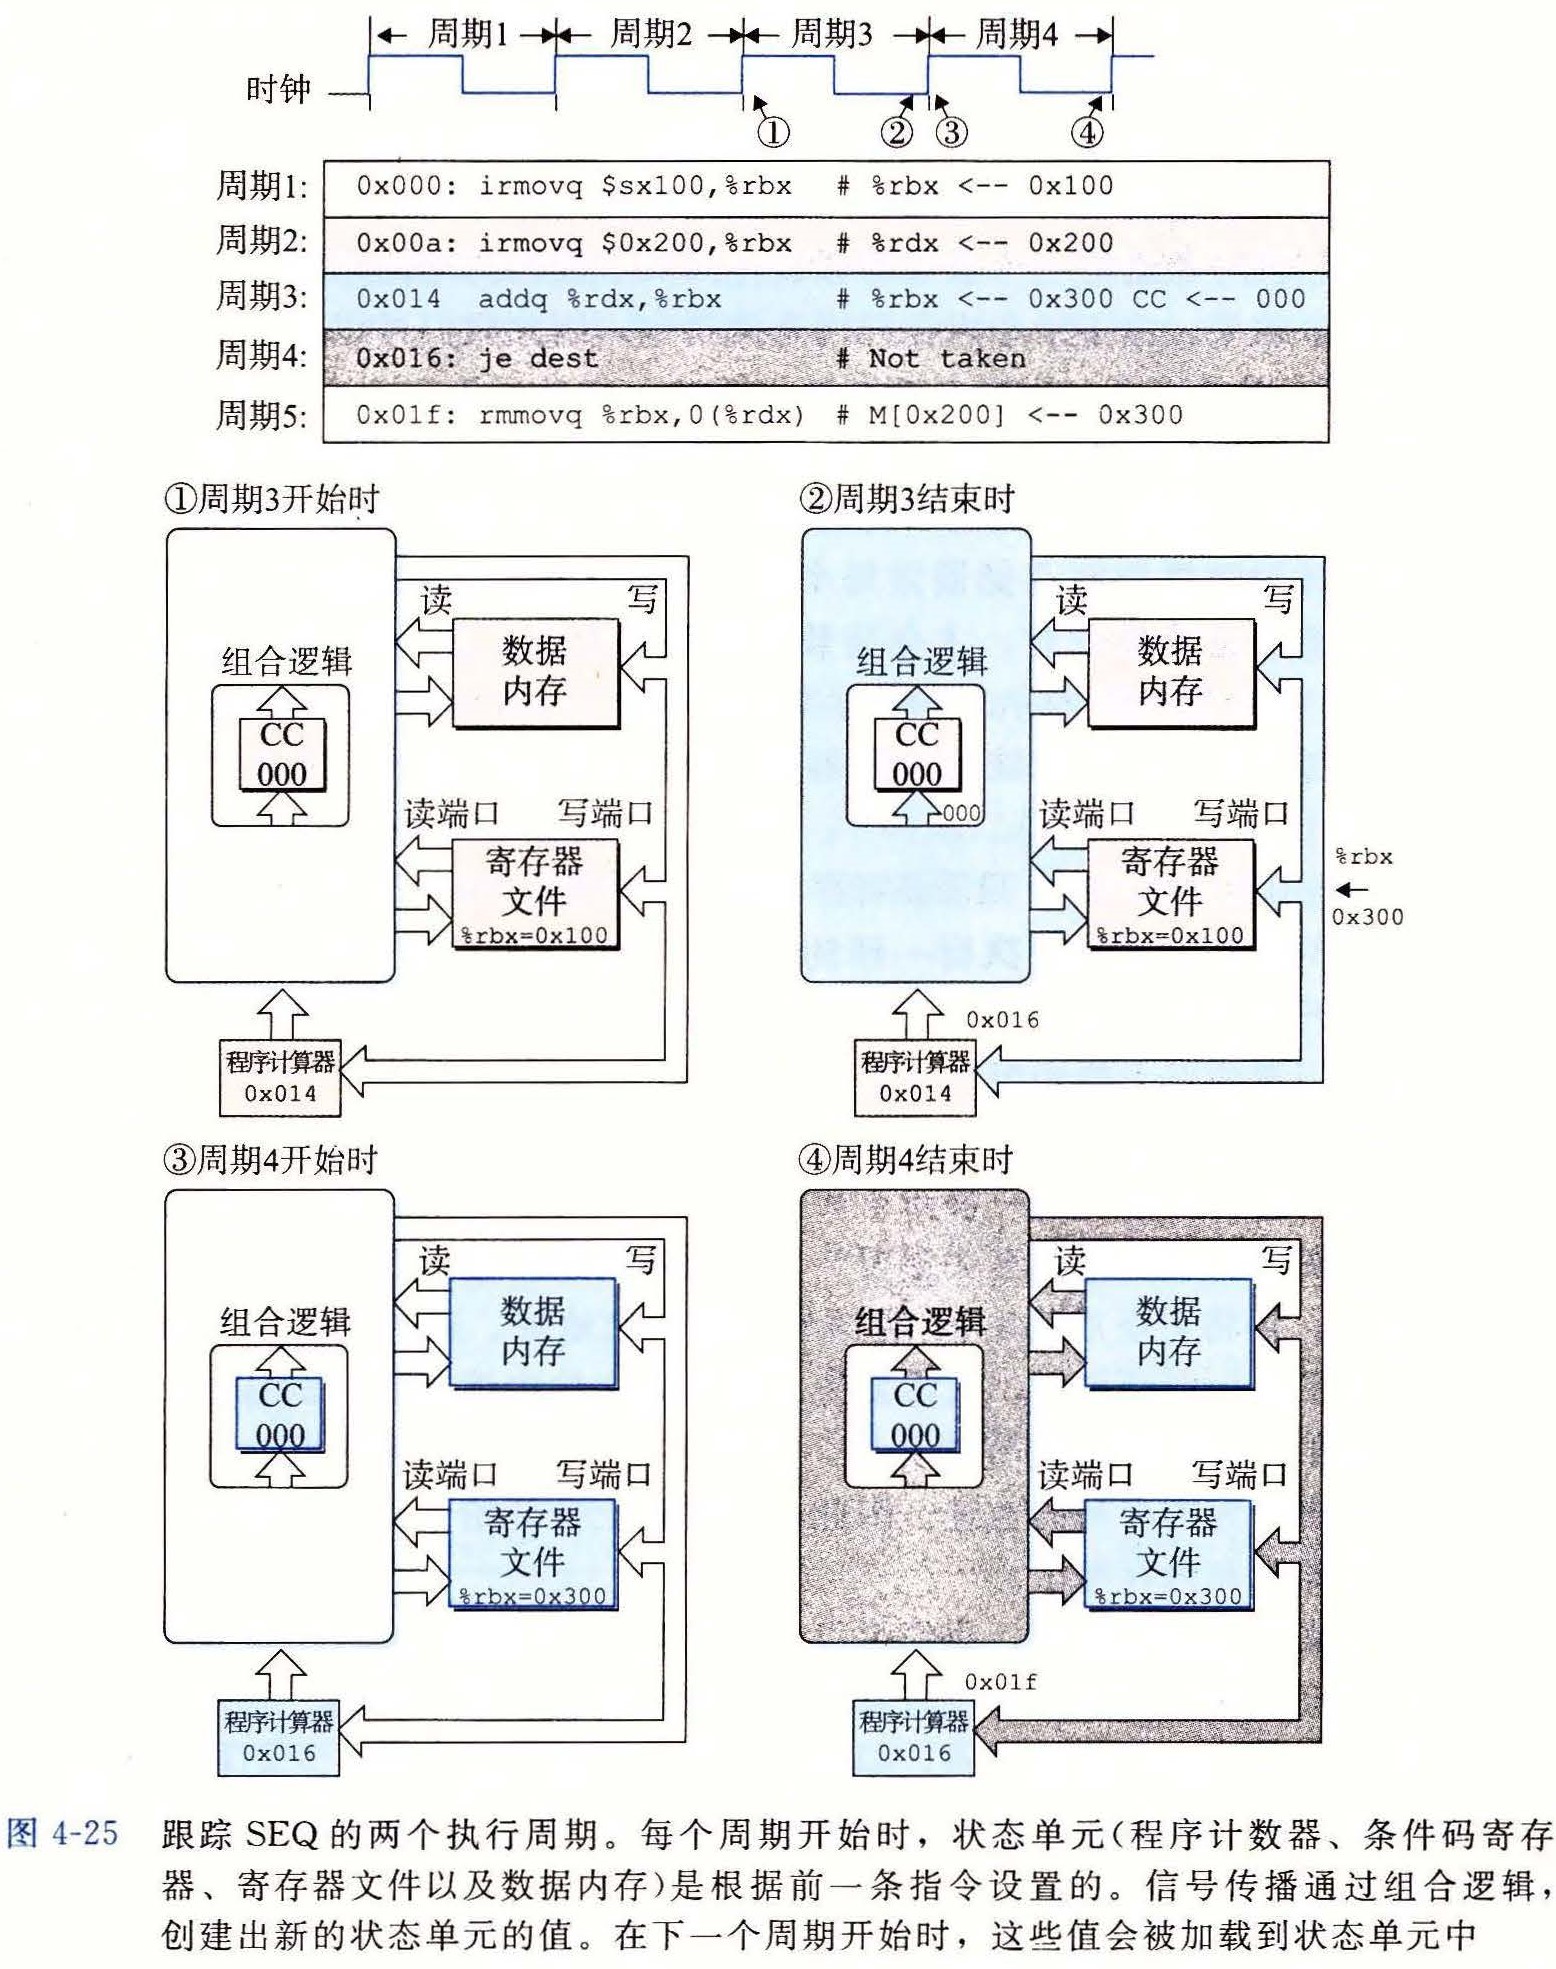 周期1 周期2 周期3 周期4
时钟
① ② ③ ④
周期1: 0x000: irmovq $sx100,%rbx # %rbx <-- 0x100
周期2: 0x00a: irmovq $0x200,%rbx # %rdx <-- 0x200
周期3: 0x014 addq %rdx,%rbx # %rbx <-- 0x300 CC <-- 000
周期4: 0x016: je dest # Not taken
周期5: 0x01f: rmmovq %rbx,0(%rdx) # M[0x200] <-- 0x300
①周期3开始时
读 写
数据
内存
组合逻辑
CC
000
读端口 写端口
寄存器
文件
%rbx=0x100
程序计算器
0x014
②周期3结束时
读 写
数据
内存
组合逻辑
CC
000
000
读端口 写端口
寄存器
文件
%rbx=0x100
%rbx
0x300
0x016
程序计算器
0x014
③周期4开始时
读 写
数据
内存
组合逻辑
CC
000
读端口 写端口
寄存器
文件
%rbx=0x300
程序计算器
0x016
④周期4结束时
读 写
数据
内存
组合逻辑
CC
000
读端口 写端口
寄存器
文件
%rbx=0x300
0x01f
程序计算器
0x016
图 4-25 跟踪 SEQ 的两个执行周期。每个周期开始时，状态单元(程序计数器、条件码寄存
器、寄存器文件以及数据内存)是根据前一条指令设置的。信号传播通过组合逻辑，
创建出新的状态单元的值。在下一个周期开始时，这些值会被加载到状态单元中